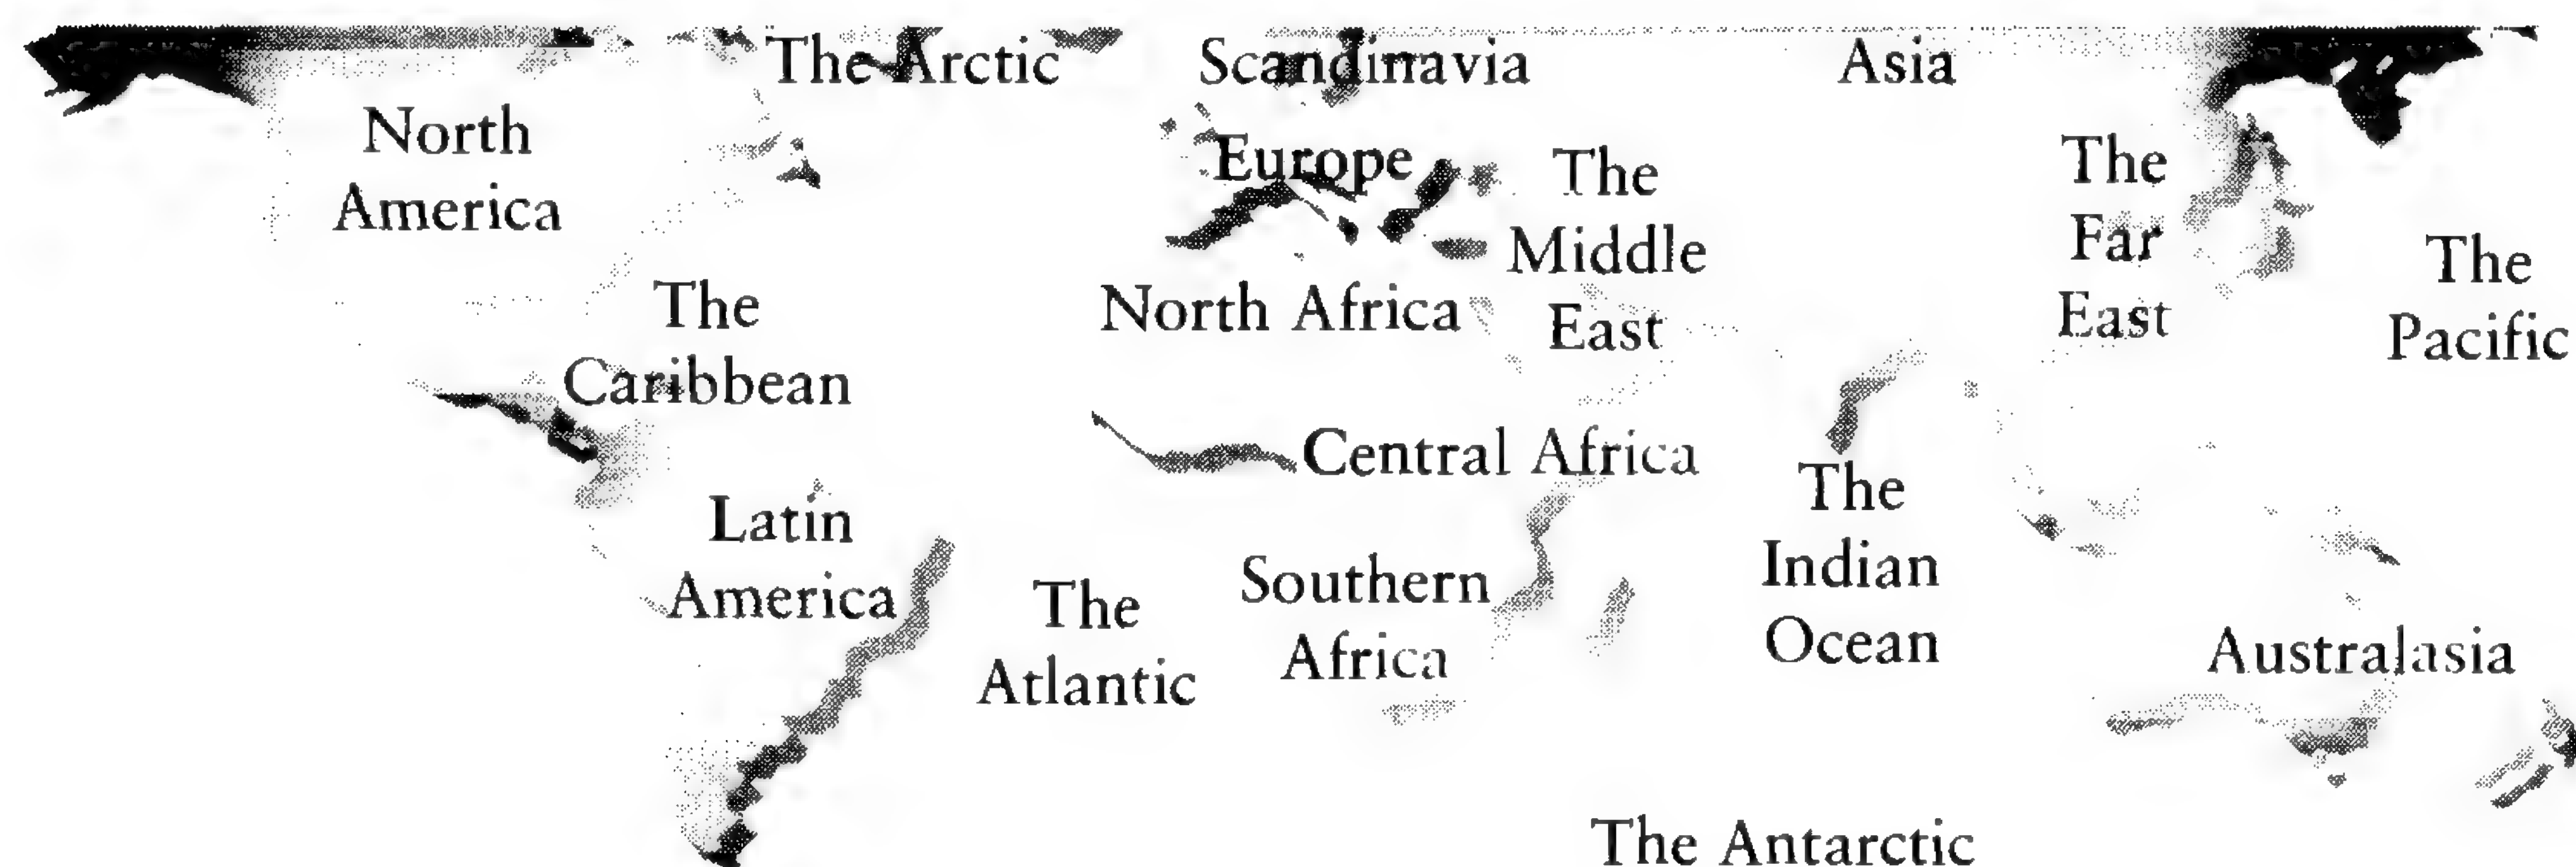 The Arctic
Scandinavia
Asia
North
America
Europe
The
Middle
East
The
Far
East
The
Pacific
The
Caribbean
North Africa
Central Africa
Latin
America
The
Atlantic
Southern
Africa
The
Indian
Ocean
Australasia
The Antarctic